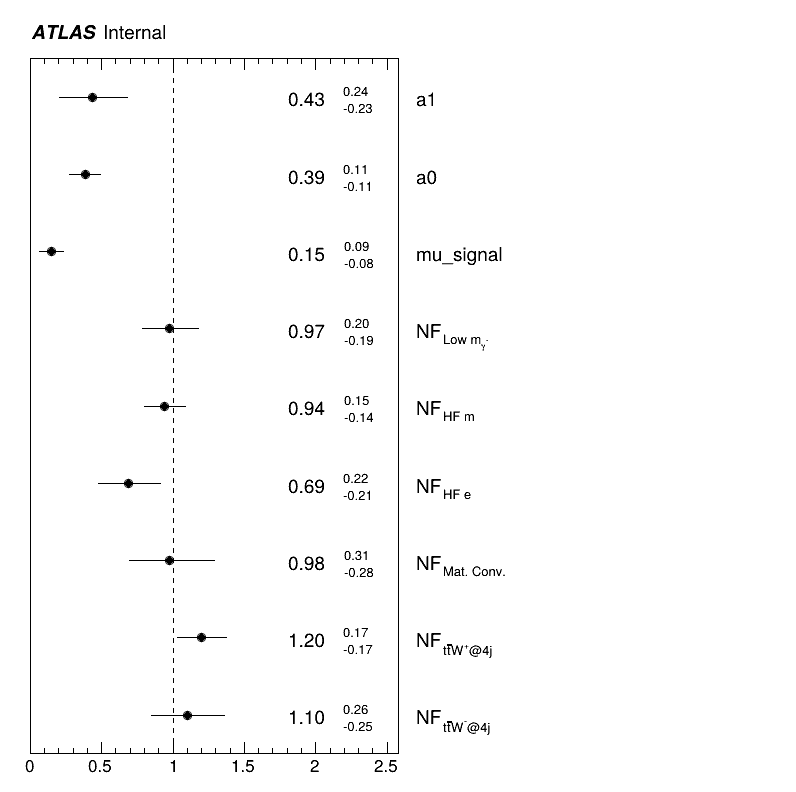 ATLAS Internal
0.43 0.24 -0.23 a1
0.39 0.11 -0.11 a0
0.15 0.09 -0.08 mu_signal
0.97 0.20 -0.19 NF Low mγ*
0.94 0.15 -0.14 NF HF m
0.69 0.22 -0.21 NF HF e
0.98 0.31 -0.28 NF Mat. Conv.
1.20 0.17 -0.17 NF tt̄W⁺@4j
1.10 0.26 -0.25 NF tt̄W⁻@4j
0 0.5 1 1.5 2 2.5